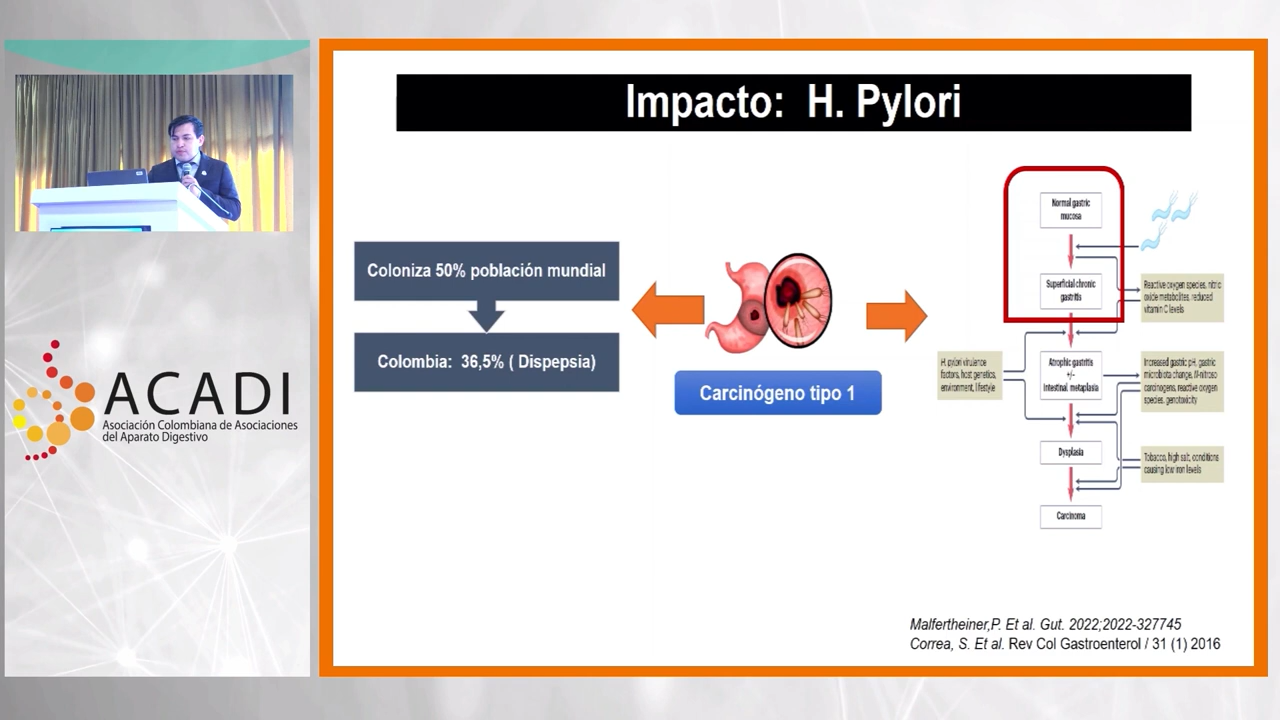 Impacto: H. Pylori
Coloniza 50% población mundial
Colombia: 36,5% ( Dispepsia)
Carcinógeno tipo 1
Normal gastric
mucosa
Superficial chronic
gastritis
Reactive oxygen species, nitric
oxide metabolites, reduced
vitamin C levels
H. pylori virulence
factors, host genetics,
environment, lifestyle
Atrophic gastritis
+/-
Intestinal metaplasia
Increased gastric pH, gastric
microbiota change, N-nitroso
carcinogens, reactive oxygen
species, genotoxicity
Dysplasia
Tobacco, high salt, conditions
causing low iron levels
Carcinoma
Malfertheiner,P. Et al. Gut. 2022;2022-327745
Correa, S. Et al. Rev Col Gastroenterol / 31 (1) 2016
ACADI
Asociación Colombiana de Asociaciones
del Aparato Digestivo